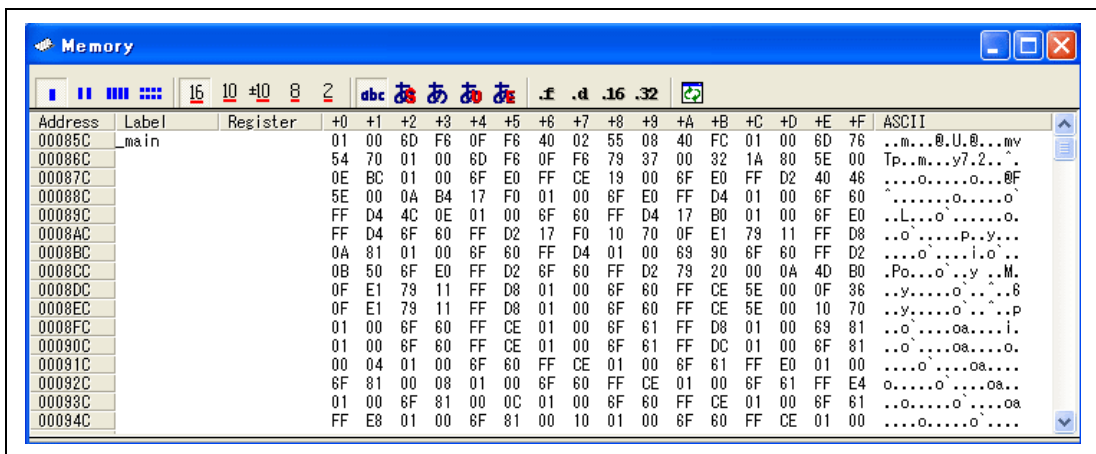 Memory
16 10 ±10 8 2 abc あS あ あU あE .f .d .16 .32
Address Label Register +0 +1 +2 +3 +4 +5 +6 +7 +8 +9 +A +B +C +D +E +F ASCII
00085C _main 01 00 6D F6 0F F6 40 02 55 08 40 FC 01 00 6D 76 ..m...@.U.@...mv
00086C 54 70 01 00 6D F6 0F F6 79 37 00 32 1A 80 5E 00 Tp..m...y7.2..^.
00087C 0E BC 01 00 6F E0 FF CE 19 00 6F E0 FF D2 40 46 ....o.....o...@F
00088C 5E 00 0A B4 17 F0 01 00 6F E0 FF D4 01 00 6F 60 ^.......o.....o`
00089C FF D4 4C 0E 01 00 6F 60 FF D4 17 B0 01 00 6F E0 ..L...o`......o.
0008AC FF D4 6F 60 FF D2 17 F0 10 70 0F E1 79 11 FF D8 ..o`.....p..y...
0008BC 0A 81 01 00 6F 60 FF D4 01 00 69 90 6F 60 FF D2 ....o`....i.o`..
0008CC 0B 50 6F E0 FF D2 6F 60 FF D2 79 20 00 0A 4D B0 .Po...o`..y ..M.
0008DC 0F E1 79 11 FF D8 01 00 6F 60 FF CE 5E 00 0F 36 ..y.....o`..^..6
0008EC 0F E1 79 11 FF D8 01 00 6F 60 FF CE 5E 00 10 70 ..y.....o`..^..p
0008FC 01 00 6F 60 FF CE 01 00 6F 61 FF D8 01 00 69 81 ..o`....oa....i.
00090C 01 00 6F 60 FF CE 01 00 6F 61 FF DC 01 00 6F 81 ..o`....oa....o.
00091C 00 04 01 00 6F 60 FF CE 01 00 6F 61 FF E0 01 00 ....o`....oa....
00092C 6F 81 00 08 01 00 6F 60 FF CE 01 00 6F 61 FF E4 o.....o`....oa..
00093C 01 00 6F 81 00 0C 01 00 6F 60 FF CE 01 00 6F 61 ..o.....o`....oa
00094C FF E8 01 00 6F 81 00 10 01 00 6F 60 FF CE 01 00 ....o.....o`....